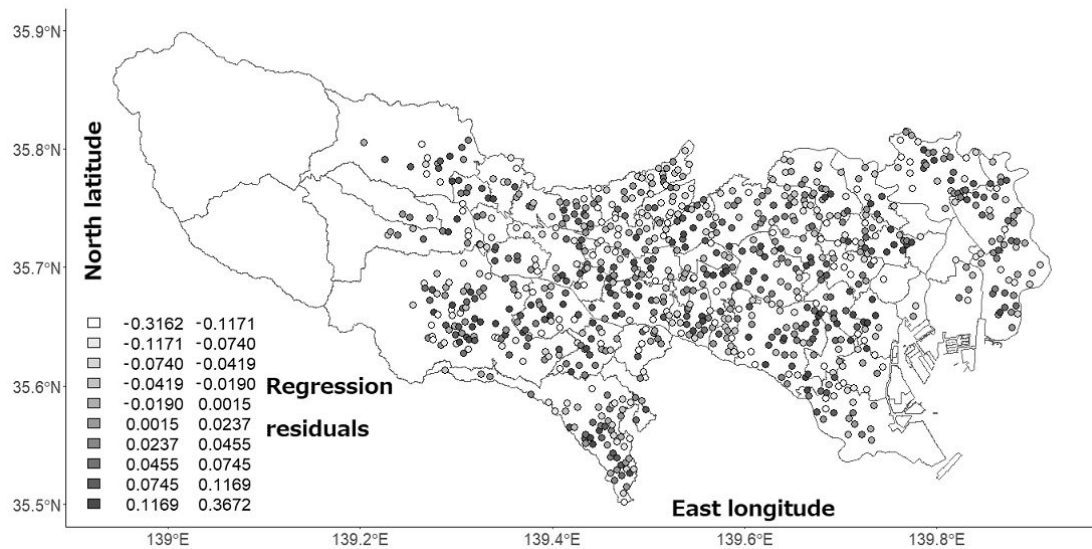 35.9°N
35.8°N
35.7°N
35.6°N
35.5°N
North latitude
-0.3162 -0.1171
-0.1171 -0.0740
-0.0740 -0.0419
-0.0419 -0.0190
-0.0190 0.0015
0.0015 0.0237
0.0237 0.0455
0.0455 0.0745
0.0745 0.1169
0.1169 0.3672
Regression
residuals
East longitude
139°E 139.2°E 139.4°E 139.6°E 139.8°E